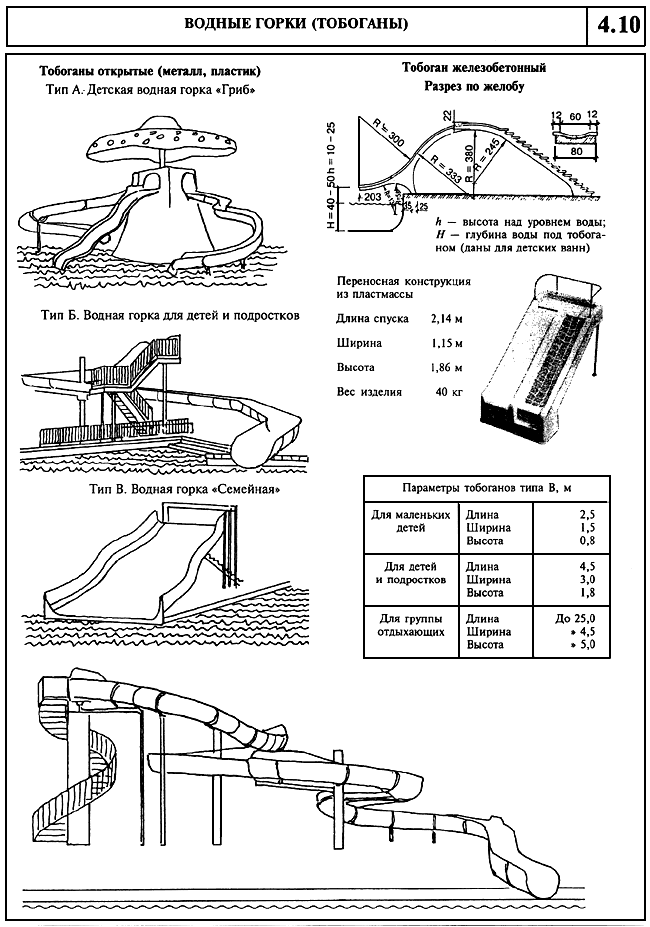 ВОДНЫЕ ГОРКИ (ТОБОГАНЫ)
4.10
Тобоганы открытые (металл, пластик)
Тип А. Детская водная горка «Гриб»
Тобоган железобетонный
Разрез по желобу
R = 300
22
12 60 12
80
R = 333
R = 380
R = 245
H = 40 – 50 h = 10 – 25
203
45
25
h — высота над уровнем воды;
H — глубина воды под тобога-
ном (даны для детских ванн)
Переносная конструкция
из пластмассы
Длина спуска 2,14 м
Ширина 1,15 м
Высота 1,86 м
Вес изделия 40 кг
Тип Б. Водная горка для детей и подростков
Тип В. Водная горка «Семейная»
Параметры тобоганов типа В, м
Для маленьких Длина 2,5
детей Ширина 1,5
Высота 0,8
Для детей Длина 4,5
и подростков Ширина 3,0
Высота 1,8
Для группы Длина До 25,0
отдыхающих Ширина » 4,5
Высота » 5,0